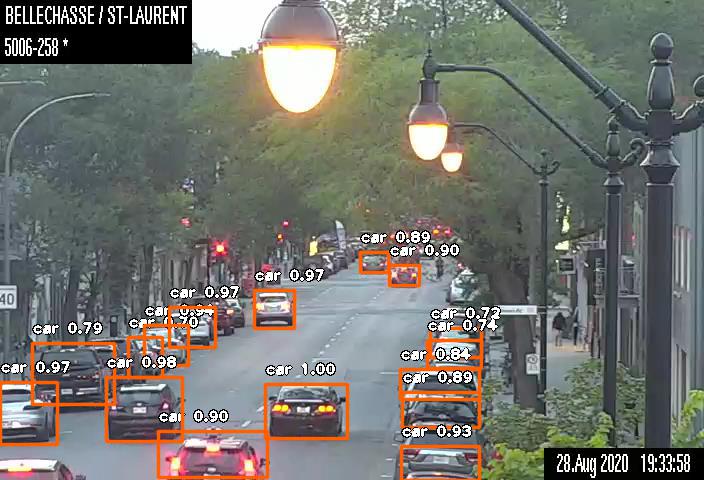 BELLECHASSE / ST-LAURENT
5006-258 *
car 0.89
car 0.90
car 0.97
car 0.97
car 0.94
car 0.70
car 0.79
car 0.72
car 0.74
car 0.84
car 0.89
car 0.97
car 0.98
car 1.00
car 0.90
car 0.93
40
28.Aug 2020 19:33:58